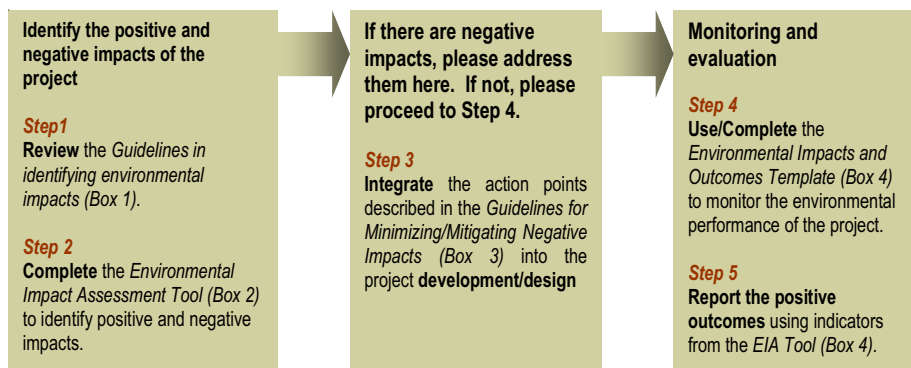 Identify the positive and
negative impacts of the
project
Step1
Review the Guidelines in
identifying environmental
impacts (Box 1).
Step 2
Complete the Environmental
Impact Assessment Tool (Box 2)
to identify positive and negative
impacts.
If there are negative
impacts, please address
them here. If not, please
proceed to Step 4.
Step 3
Integrate the action points
described in the Guidelines for
Minimizing/Mitigating Negative
Impacts (Box 3) into the
project development/design
Monitoring and
evaluation
Step 4
Use/Complete the
Environmental Impacts and
Outcomes Template (Box 4)
to monitor the environmental
performance of the project.
Step 5
Report the positive
outcomes using indicators
from the EIA Tool (Box 4).